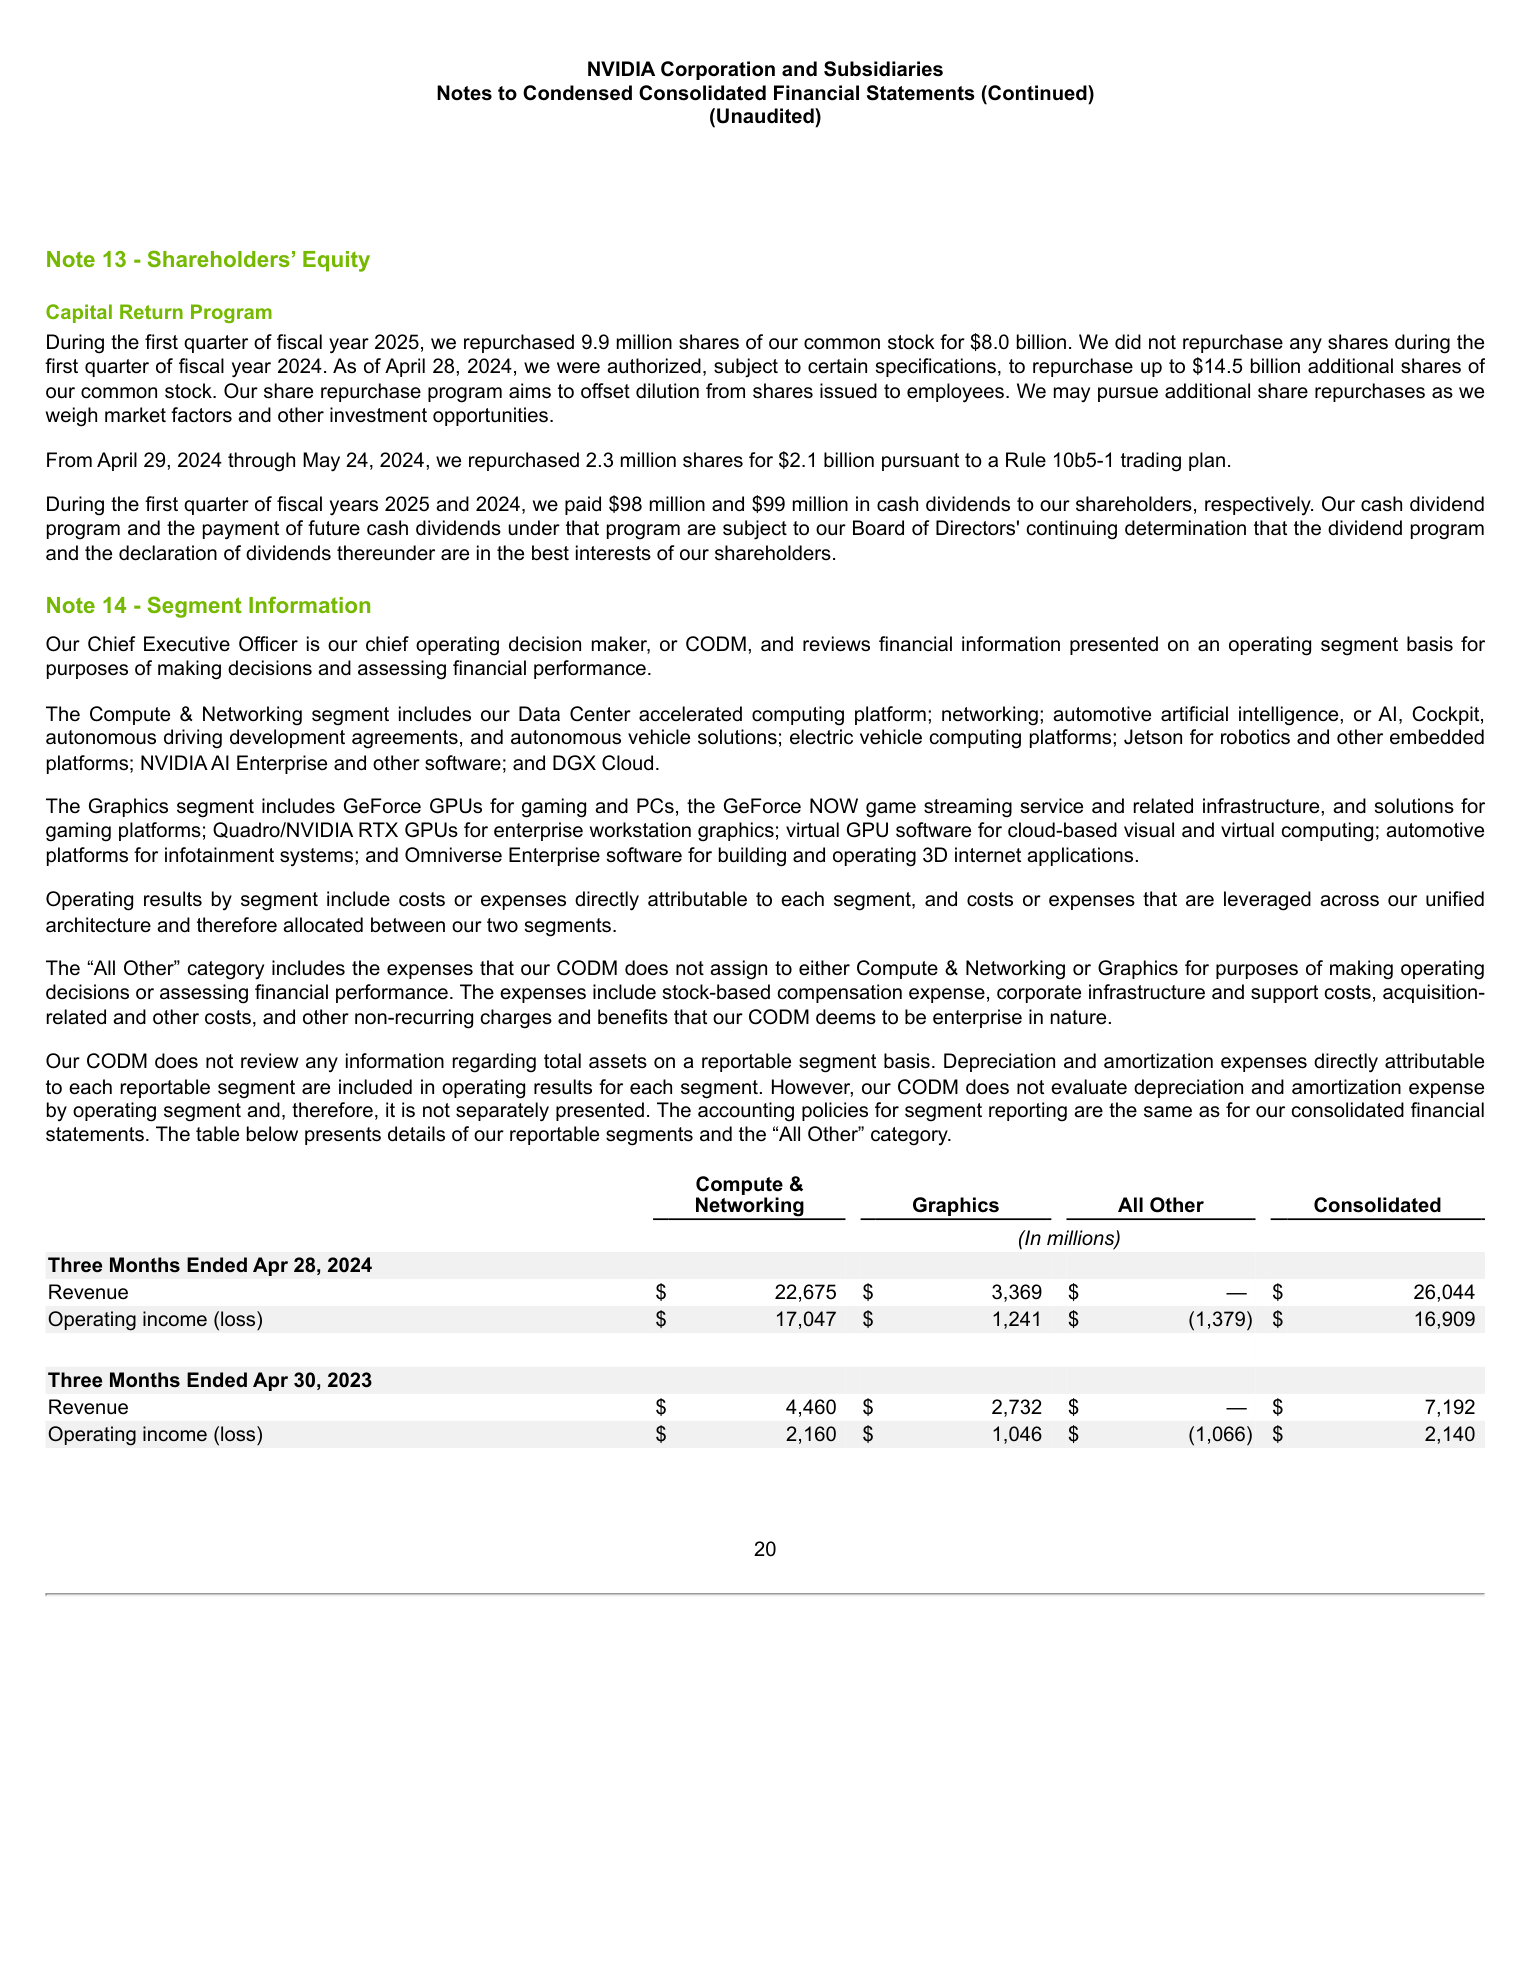 NVIDIA Corporation and Subsidiaries
Notes to Condensed Consolidated Financial Statements (Continued)
(Unaudited)
Note 13 - Shareholders’ Equity
Capital Return Program
During the first quarter of fiscal year 2025, we repurchased 9.9 million shares of our common stock for $8.0 billion. We did not repurchase any shares during the
first quarter of fiscal year 2024. As of April 28, 2024, we were authorized, subject to certain specifications, to repurchase up to $14.5 billion additional shares of
our common stock. Our share repurchase program aims to offset dilution from shares issued to employees. We may pursue additional share repurchases as we
weigh market factors and other investment opportunities.
From April 29, 2024 through May 24, 2024, we repurchased 2.3 million shares for $2.1 billion pursuant to a Rule 10b5-1 trading plan.
During the first quarter of fiscal years 2025 and 2024, we paid $98 million and $99 million in cash dividends to our shareholders, respectively. Our cash dividend
program and the payment of future cash dividends under that program are subject to our Board of Directors' continuing determination that the dividend program
and the declaration of dividends thereunder are in the best interests of our shareholders.
Note 14 - Segment Information
Our Chief Executive Officer is our chief operating decision maker, or CODM, and reviews financial information presented on an operating segment basis for
purposes of making decisions and assessing financial performance.
The Compute & Networking segment includes our Data Center accelerated computing platform; networking; automotive artificial intelligence, or AI, Cockpit,
autonomous driving development agreements, and autonomous vehicle solutions; electric vehicle computing platforms; Jetson for robotics and other embedded
platforms; NVIDIA AI Enterprise and other software; and DGX Cloud.
The Graphics segment includes GeForce GPUs for gaming and PCs, the GeForce NOW game streaming service and related infrastructure, and solutions for
gaming platforms; Quadro/NVIDIA RTX GPUs for enterprise workstation graphics; virtual GPU software for cloud-based visual and virtual computing; automotive
platforms for infotainment systems; and Omniverse Enterprise software for building and operating 3D internet applications.
Operating results by segment include costs or expenses directly attributable to each segment, and costs or expenses that are leveraged across our unified
architecture and therefore allocated between our two segments.
The “All Other” category includes the expenses that our CODM does not assign to either Compute & Networking or Graphics for purposes of making operating
decisions or assessing financial performance. The expenses include stock-based compensation expense, corporate infrastructure and support costs, acquisition-
related and other costs, and other non-recurring charges and benefits that our CODM deems to be enterprise in nature.
Our CODM does not review any information regarding total assets on a reportable segment basis. Depreciation and amortization expenses directly attributable
to each reportable segment are included in operating results for each segment. However, our CODM does not evaluate depreciation and amortization expense
by operating segment and, therefore, it is not separately presented. The accounting policies for segment reporting are the same as for our consolidated financial
statements. The table below presents details of our reportable segments and the “All Other” category.
Compute &
Networking Graphics All Other Consolidated
(In millions)
Three Months Ended Apr 28, 2024
Revenue $ 22,675 $ 3,369 $ — $ 26,044
Operating income (loss) $ 17,047 $ 1,241 $ (1,379) $ 16,909
Three Months Ended Apr 30, 2023
Revenue $ 4,460 $ 2,732 $ — $ 7,192
Operating income (loss) $ 2,160 $ 1,046 $ (1,066) $ 2,140
20